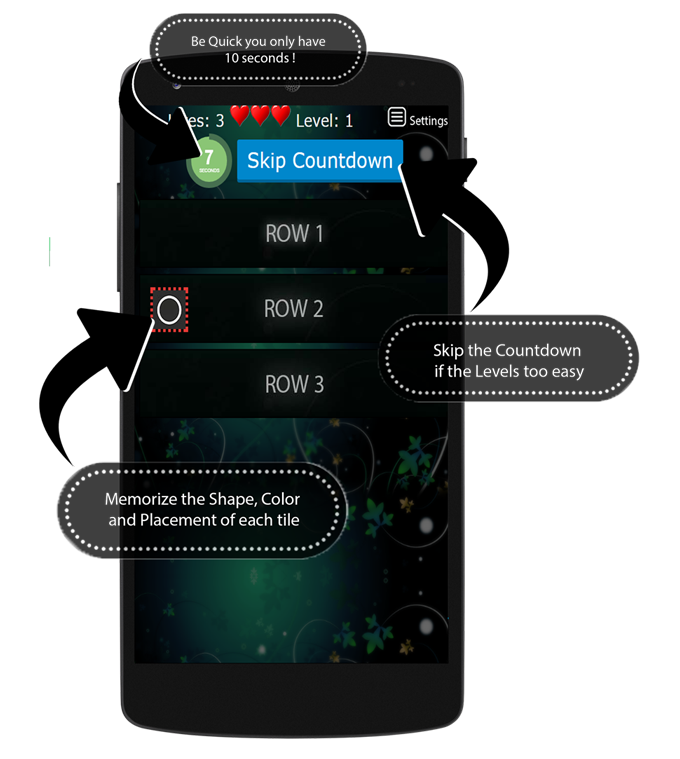 Be Quick you only have
10 seconds !
es: 3
Level: 1
Settings
7
SECONDS
Skip Countdown
ROW 1
ROW 2
ROW 3
Skip the Countdown
if the Levels too easy
Memorize the Shape, Color
and Placement of each tile